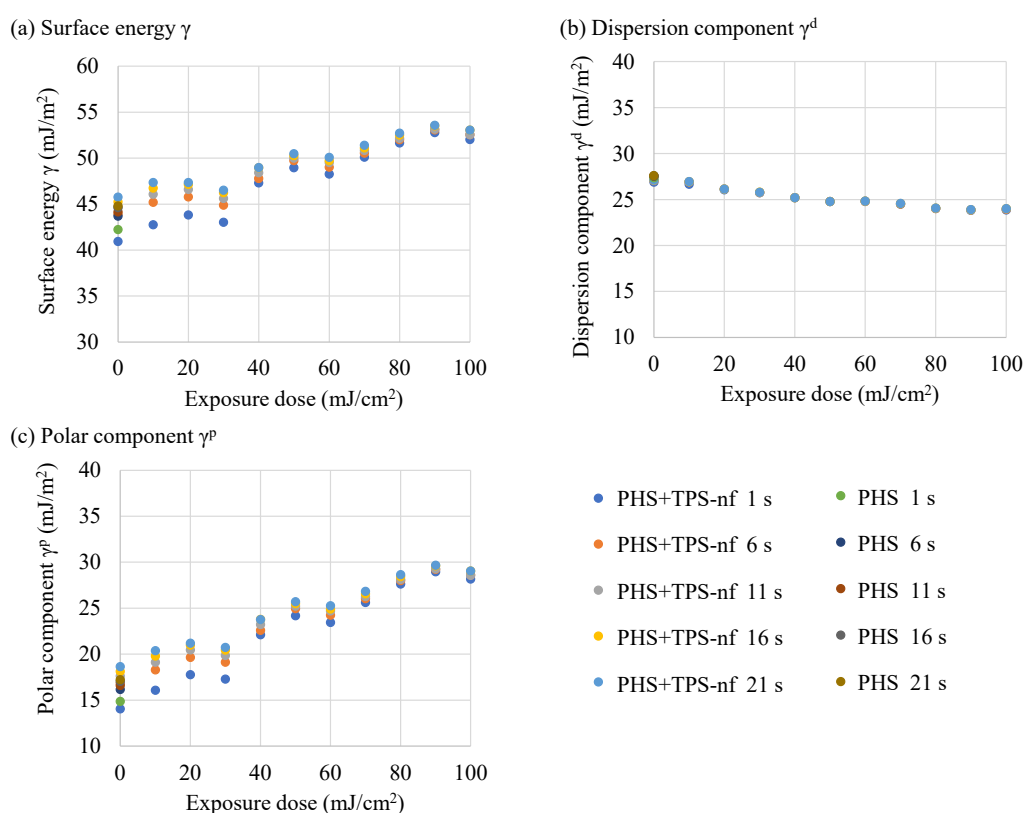 (a) Surface energy γ
Surface energy γ (mJ/m²)
60
55
50
45
40
35
30
0 20 40 60 80 100
Exposure dose (mJ/cm²)
(b) Dispersion component γᵈ
Dispersion component γᵈ (mJ/m²)
40
35
30
25
20
15
10
0 20 40 60 80 100
Exposure dose (mJ/cm²)
(c) Polar component γᵖ
Polar component γᵖ (mJ/m²)
40
35
30
25
20
15
10
0 20 40 60 80 100
Exposure dose (mJ/cm²)
PHS+TPS-nf 1 s PHS 1 s
PHS+TPS-nf 6 s PHS 6 s
PHS+TPS-nf 11 s PHS 11 s
PHS+TPS-nf 16 s PHS 16 s
PHS+TPS-nf 21 s PHS 21 s